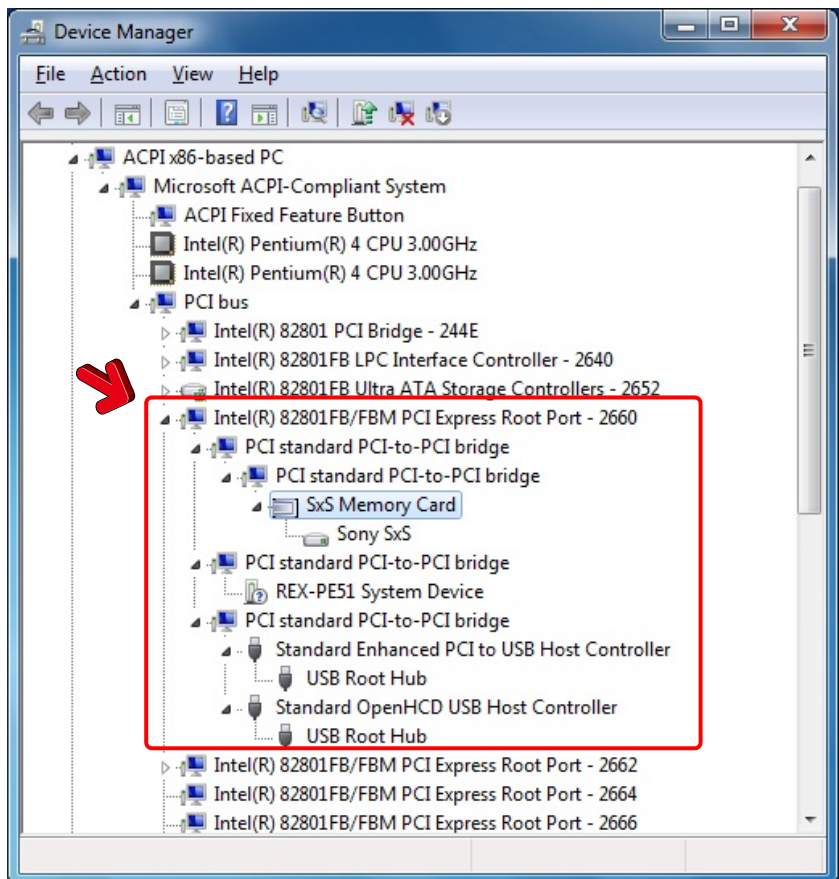 Device Manager
File Action View Help
ACPI x86-based PC
Microsoft ACPI-Compliant System
ACPI Fixed Feature Button
Intel(R) Pentium(R) 4 CPU 3.00GHz
Intel(R) Pentium(R) 4 CPU 3.00GHz
PCI bus
Intel(R) 82801 PCI Bridge - 244E
Intel(R) 82801FB LPC Interface Controller - 2640
Intel(R) 82801FB Ultra ATA Storage Controllers - 2652
Intel(R) 82801FB/FBM PCI Express Root Port - 2660
PCI standard PCI-to-PCI bridge
PCI standard PCI-to-PCI bridge
SxS Memory Card
Sony SxS
PCI standard PCI-to-PCI bridge
REX-PE51 System Device
PCI standard PCI-to-PCI bridge
Standard Enhanced PCI to USB Host Controller
USB Root Hub
Standard OpenHCD USB Host Controller
USB Root Hub
Intel(R) 82801FB/FBM PCI Express Root Port - 2662
Intel(R) 82801FB/FBM PCI Express Root Port - 2664
Intel(R) 82801FB/FBM PCI Express Root Port - 2666